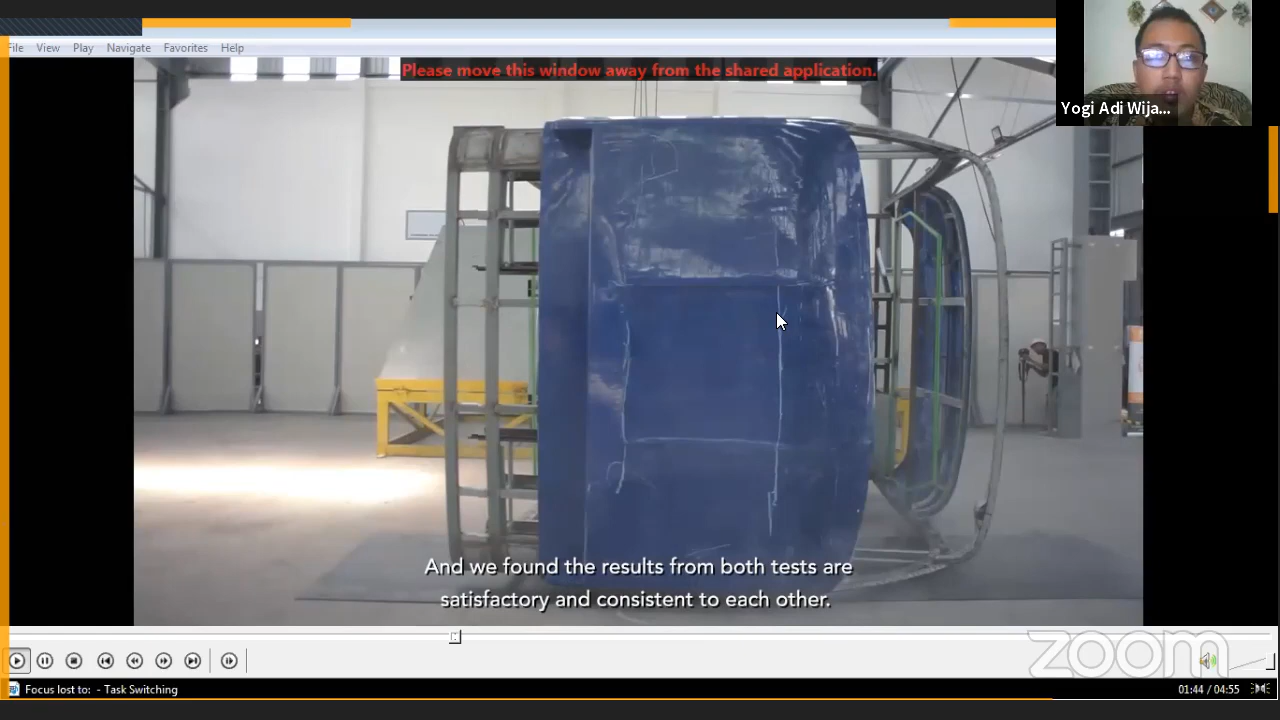 File View Play Navigate Favorites Help
Please move this window away from the shared application.
Yogi Adi Wija...
And we found the results from both tests are
satisfactory and consistent to each other.
zoom
Focus lost to: - Task Switching
01:44 / 04:55